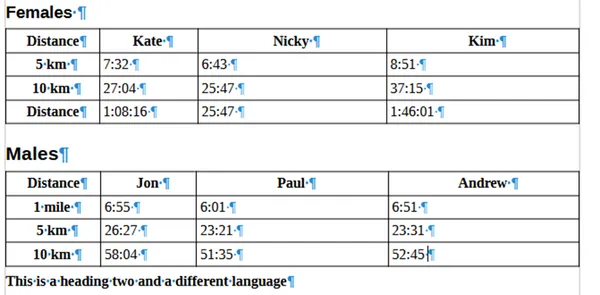 Females
Distance Kate Nicky Kim
5 km 7:32 6:43 8:51
10 km 27:04 25:47 37:15
Distance 1:08:16 25:47 1:46:01
Males
Distance Jon Paul Andrew
1 mile 6:55 6:01 6:51
5 km 26:27 23:21 23:31
10 km 58:04 51:35 52:45
This is a heading two and a different language